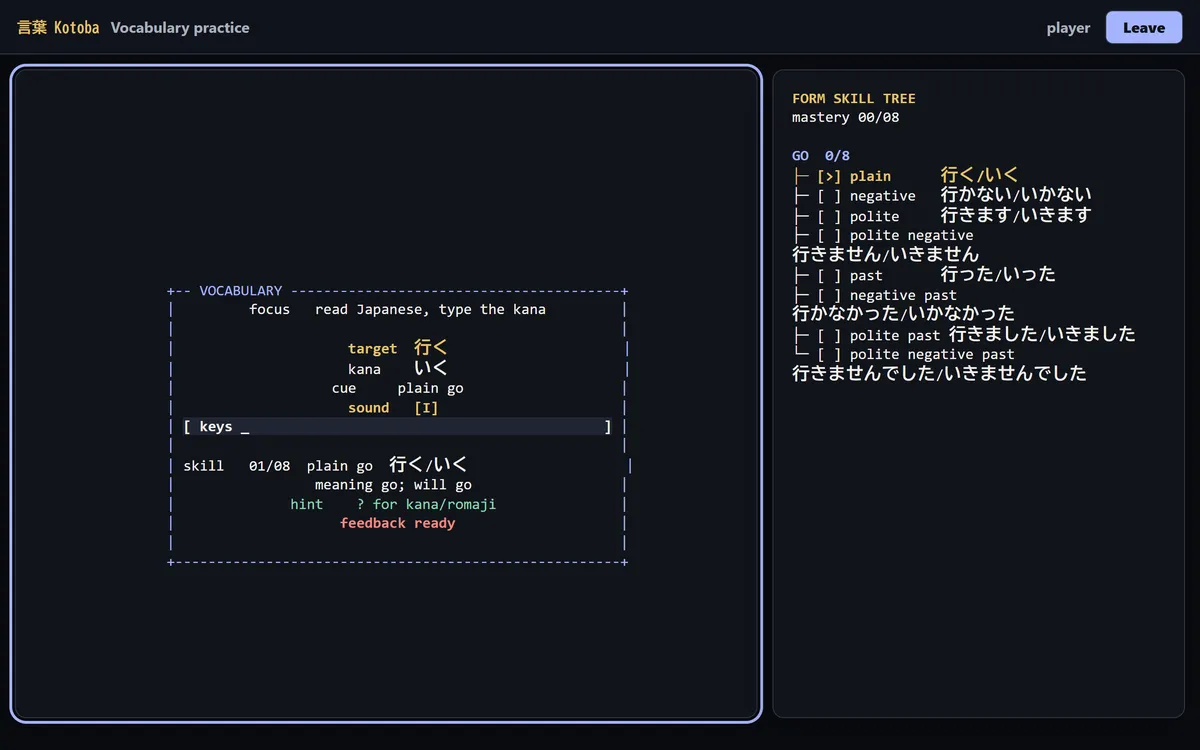 言葉 Kotoba Vocabulary practice
player
Leave
+-- VOCABULARY ----------------------------------------+
focus read Japanese, type the kana
target 行く
kana いく
cue plain go
sound [I]
[ keys _ ]
skill 01/08 plain go 行く/いく
meaning go; will go
hint ? for kana/romaji
feedback ready
FORM SKILL TREE
mastery 00/08
GO 0/8
├─ [>] plain 行く/いく
├─ [ ] negative 行かない/いかない
├─ [ ] polite 行きます/いきます
├─ [ ] polite negative
行きません/いきません
├─ [ ] past 行った/いった
├─ [ ] negative past
行かなかった/いかなかった
├─ [ ] polite past 行きました/いきました
└─ [ ] polite negative past
行きませんでした/いきませんでした